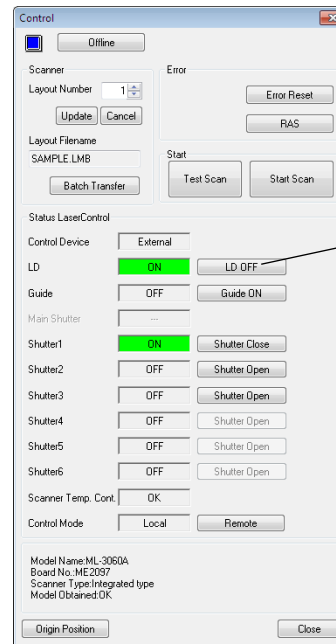 Control
Offline
Scanner
Layout Number 1
Update Cancel
Layout Filename
SAMPLE.LMB
Batch Transfer
Error
Error Reset
RAS
Start
Test Scan Start Scan
Status LaserControl
Control Device External
LD ON LD OFF
Guide OFF Guide ON
Main Shutter ---
Shutter1 ON Shutter Close
Shutter2 OFF Shutter Open
Shutter3 OFF Shutter Open
Shutter4 OFF Shutter Open
Shutter5 OFF Shutter Open
Shutter6 OFF Shutter Open
Scanner Temp. Cont. OK
Control Mode Local Remote
Model Name:ML-3060A
Board No.:ME2097
Scanner Type:Integrated type
Model Obtained:OK
Origin Position Close